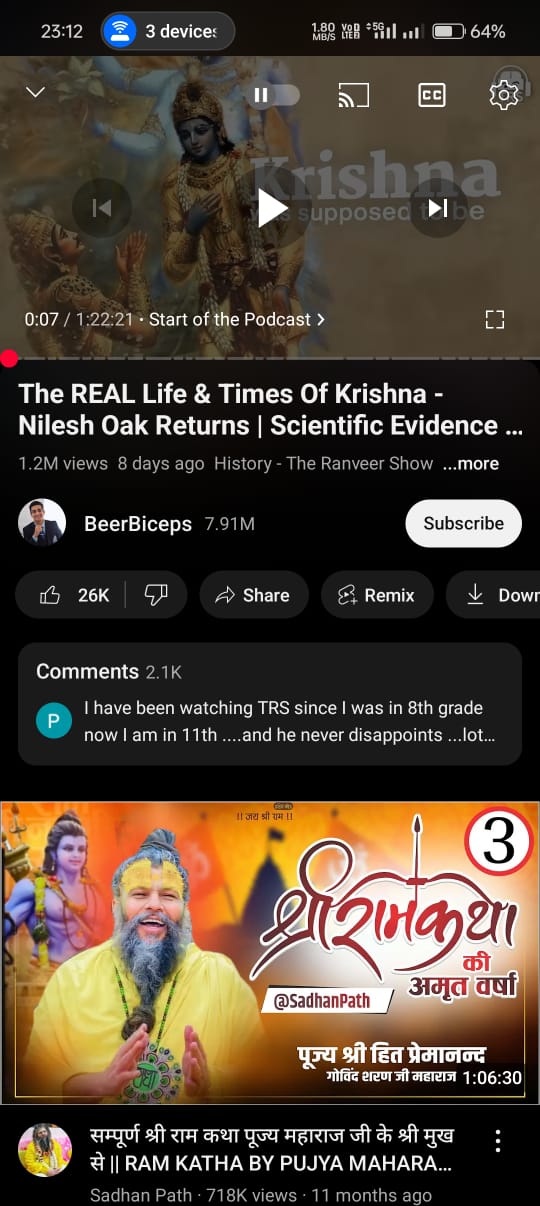 23:12
3 devices
1.80 MB/S
VoD LTE
5G
64%
CC
Krishna
was supposed to be
0:07 / 1:22:21 • Start of the Podcast
The REAL Life & Times Of Krishna -
Nilesh Oak Returns | Scientific Evidence ...
1.2M views 8 days ago History - The Ranveer Show ...more
BeerBiceps 7.91M
Subscribe
26K
Share
Remix
Down
Comments 2.1K
P
I have been watching TRS since I was in 8th grade
now I am in 11th ....and he never disappoints ...lot...
!! जय श्री राम !!
3
श्री रामकथा
की
अमृत वर्षा
@SadhanPath
पूज्य श्री हित प्रेमानन्द
गोविंद शरण जी महाराज
1:06:30
सम्पूर्ण श्री राम कथा पूज्य महाराज जी के श्री मुख
से || RAM KATHA BY PUJYA MAHARA...
Sadhan Path · 718K views · 11 months ago